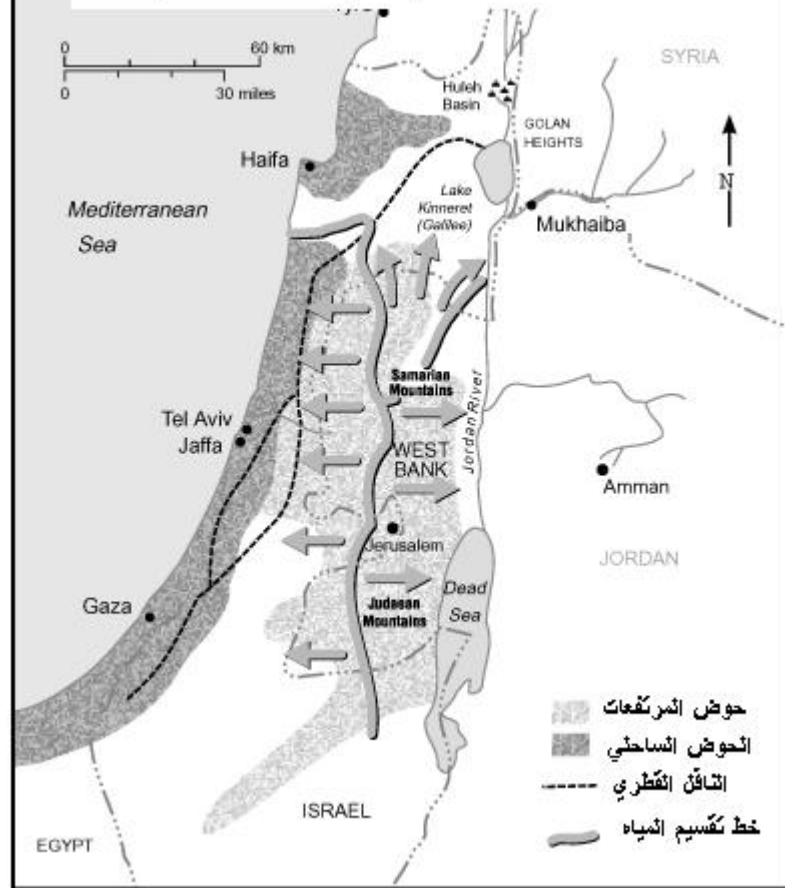 0 60 km
0 30 miles
SYRIA
Huleh
Basin
GOLAN
HEIGHTS
Haifa
N
Lake
Kinneret
(Galilee)
Mediterranean
Sea
Mukhaiba
Samarian
Mountains
Jordan River
Tel Aviv
Jaffa
WEST
BANK
Amman
Jerusalem
JORDAN
Dead
Sea
Gaza
Judaean
Mountains
حوض المرتفعات
الحوض الساحلي
الناقل القطري
خط تقسيم المياه
ISRAEL
EGYPT